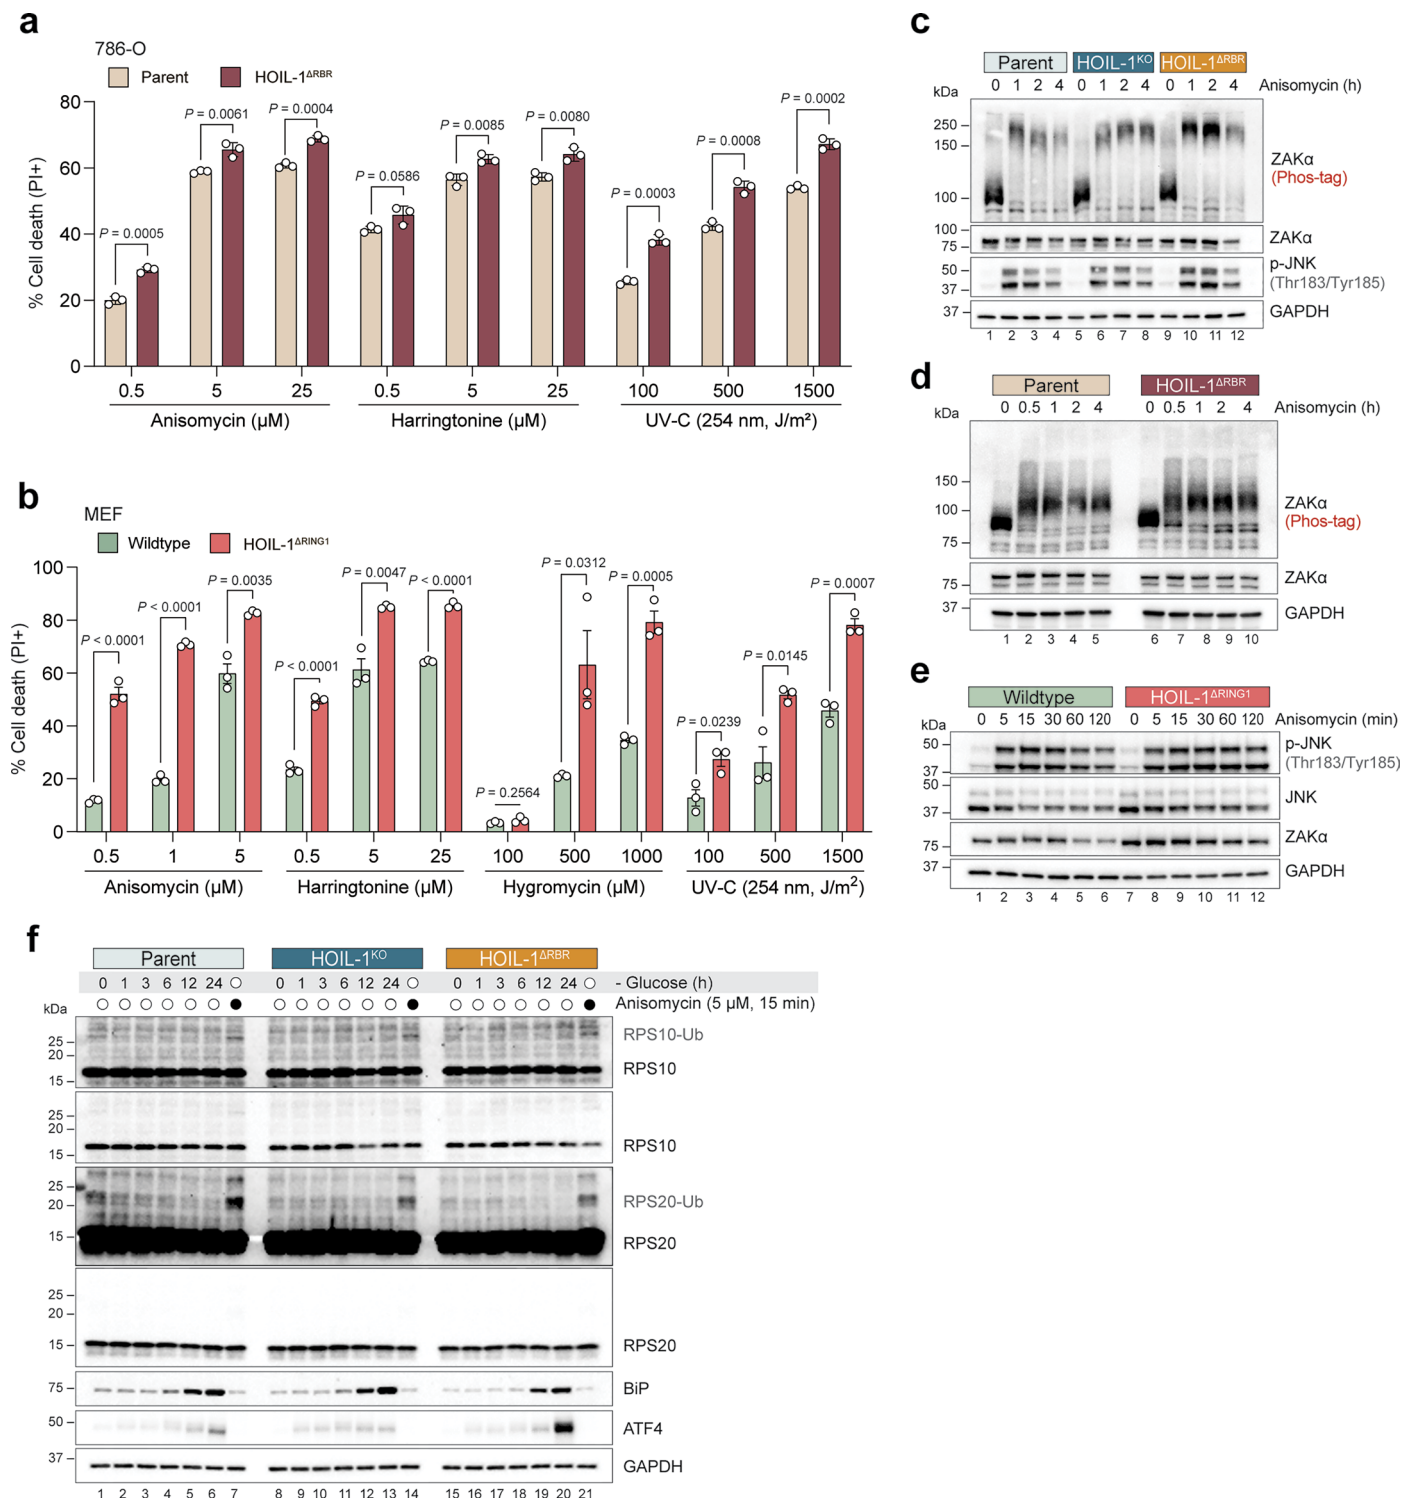 a
786-O
Parent HOIL-1ΔRBR
% Cell death (PI+)
80
60
40
20
0
P = 0.0005
P = 0.0061
P = 0.0004
P = 0.0586
P = 0.0085
P = 0.0080
P = 0.0003
P = 0.0008
P = 0.0002
0.5 5 25 0.5 5 25 100 500 1500
Anisomycin (μM) Harringtonine (μM) UV-C (254 nm, J/m²)
b
MEF
Wildtype HOIL-1ΔRING1
% Cell death (PI+)
100
80
60
40
20
0
P < 0.0001
P < 0.0001
P = 0.0035
P < 0.0001
P = 0.0047
P < 0.0001
P = 0.2564
P = 0.0312
P = 0.0005
P = 0.0239
P = 0.0145
P = 0.0007
0.5 1 5 0.5 5 25 100 500 1000 100 500 1500
Anisomycin (μM) Harringtonine (μM) Hygromycin (μM) UV-C (254 nm, J/m²)
c
Parent HOIL-1KO HOIL-1ΔRBR
0 1 2 4 0 1 2 4 0 1 2 4 Anisomycin (h)
kDa
250
150
100
ZAKα
(Phos-tag)
100
75
ZAKα
50
37
p-JNK
(Thr183/Tyr185)
37
GAPDH
1 2 3 4 5 6 7 8 9 10 11 12
d
Parent HOIL-1ΔRBR
0 0.5 1 2 4 0 0.5 1 2 4 Anisomycin (h)
kDa
150
100
75
ZAKα
(Phos-tag)
75
ZAKα
37
GAPDH
1 2 3 4 5 6 7 8 9 10
e
Wildtype HOIL-1ΔRING1
0 5 15 30 60 120 0 5 15 30 60 120 Anisomycin (min)
kDa
50
37
p-JNK
(Thr183/Tyr185)
50
37
JNK
75
ZAKα
37
GAPDH
1 2 3 4 5 6 7 8 9 10 11 12
f
Parent HOIL-1KO HOIL-1ΔRBR
0 1 3 6 12 24 0 1 3 6 12 24 0 1 3 6 12 24 - Glucose (h)
Anisomycin (5 μM, 15 min)
kDa
25
20
15
RPS10-Ub
RPS10
25
20
15
RPS10
25
20
15
RPS20-Ub
RPS20
25
20
15
RPS20
75
BiP
50
ATF4
37
GAPDH
1 2 3 4 5 6 7 8 9 10 11 12 13 14 15 16 17 18 19 20 21